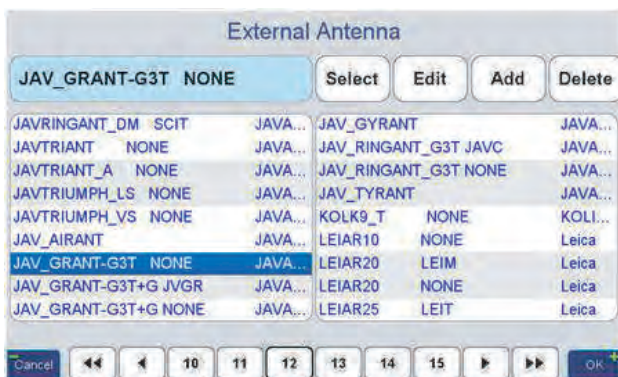 External Antenna
JAV_GRANT-G3T NONE Select Edit Add Delete
JAVRINGANT_DM SCIT JAVA...
JAVTRIANT NONE JAVA...
JAVTRIANT_A NONE JAVA...
JAVTRIUMPH_LS NONE JAVA...
JAVTRIUMPH_VS NONE JAVA...
JAV_AIRANT JAVA...
JAV_GRANT-G3T NONE JAVA...
JAV_GRANT-G3T+G JVGR JAVA...
JAV_GRANT-G3T+G NONE JAVA...
JAV_GYRANT JAVA...
JAV_RINGANT_G3T JAVC JAVA...
JAV_RINGANT_G3T NONE JAVA...
JAV_TYRANT JAVA...
KOLK9_T NONE KOLI...
LEIAR10 NONE Leica
LEIAR20 LEIM Leica
LEIAR20 NONE Leica
LEIAR25 LEIT Leica
Cancel 10 11 12 13 14 15 OK